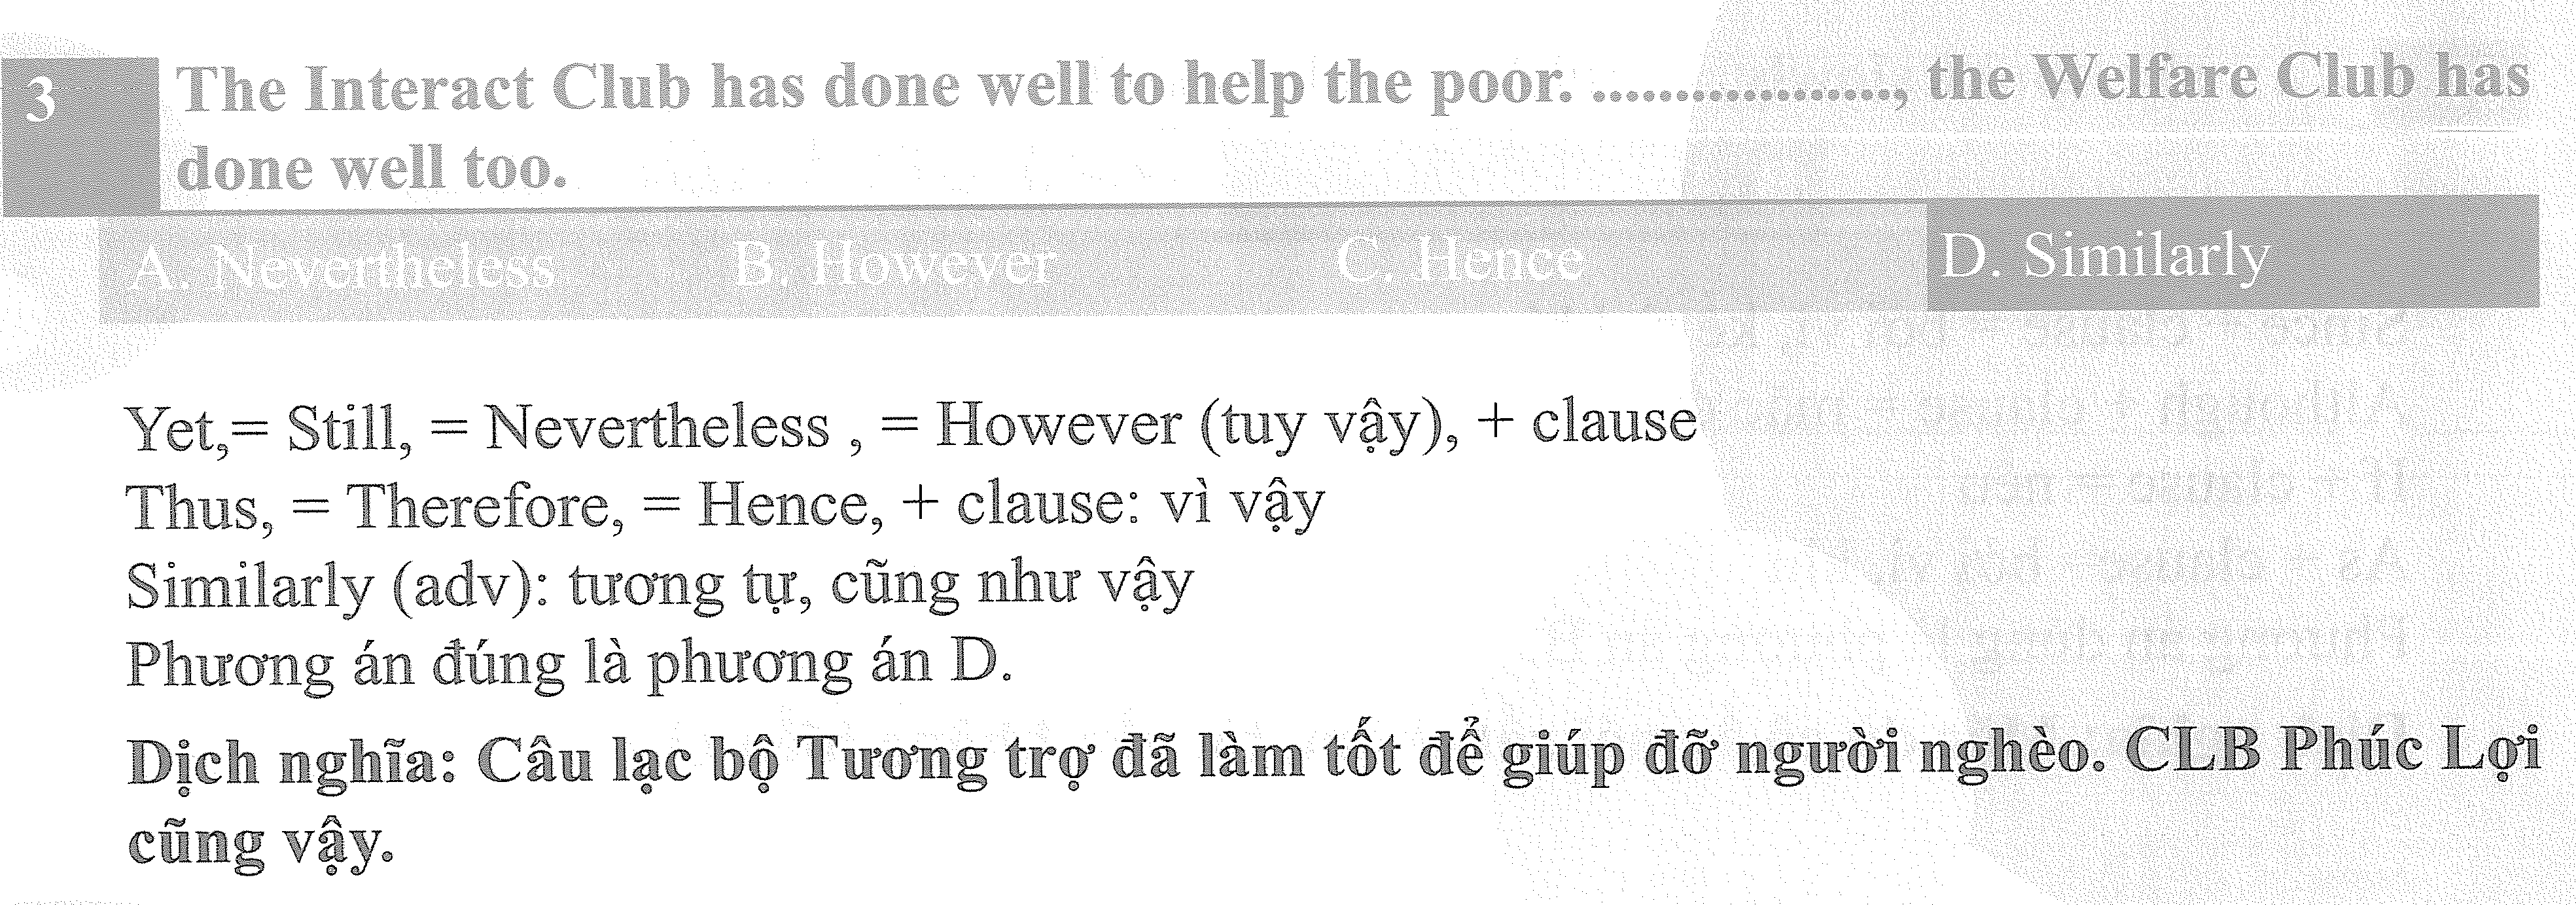 3 The Interact Club has done well to help the poor. ................., the Welfare Club has
done well too.
A. Nevertheless B. However C. Hence D. Similarly
Yet,= Still, = Nevertheless , = However (tuy vậy), + clause
Thus, = Therefore, = Hence, + clause: vì vậy
Similarly (adv): tương tự, cũng như vậy
Phương án đúng là phương án D.
Dịch nghĩa: Câu lạc bộ Tương trợ đã làm tốt để giúp đỡ người nghèo. CLB Phúc Lợi
cũng vậy.